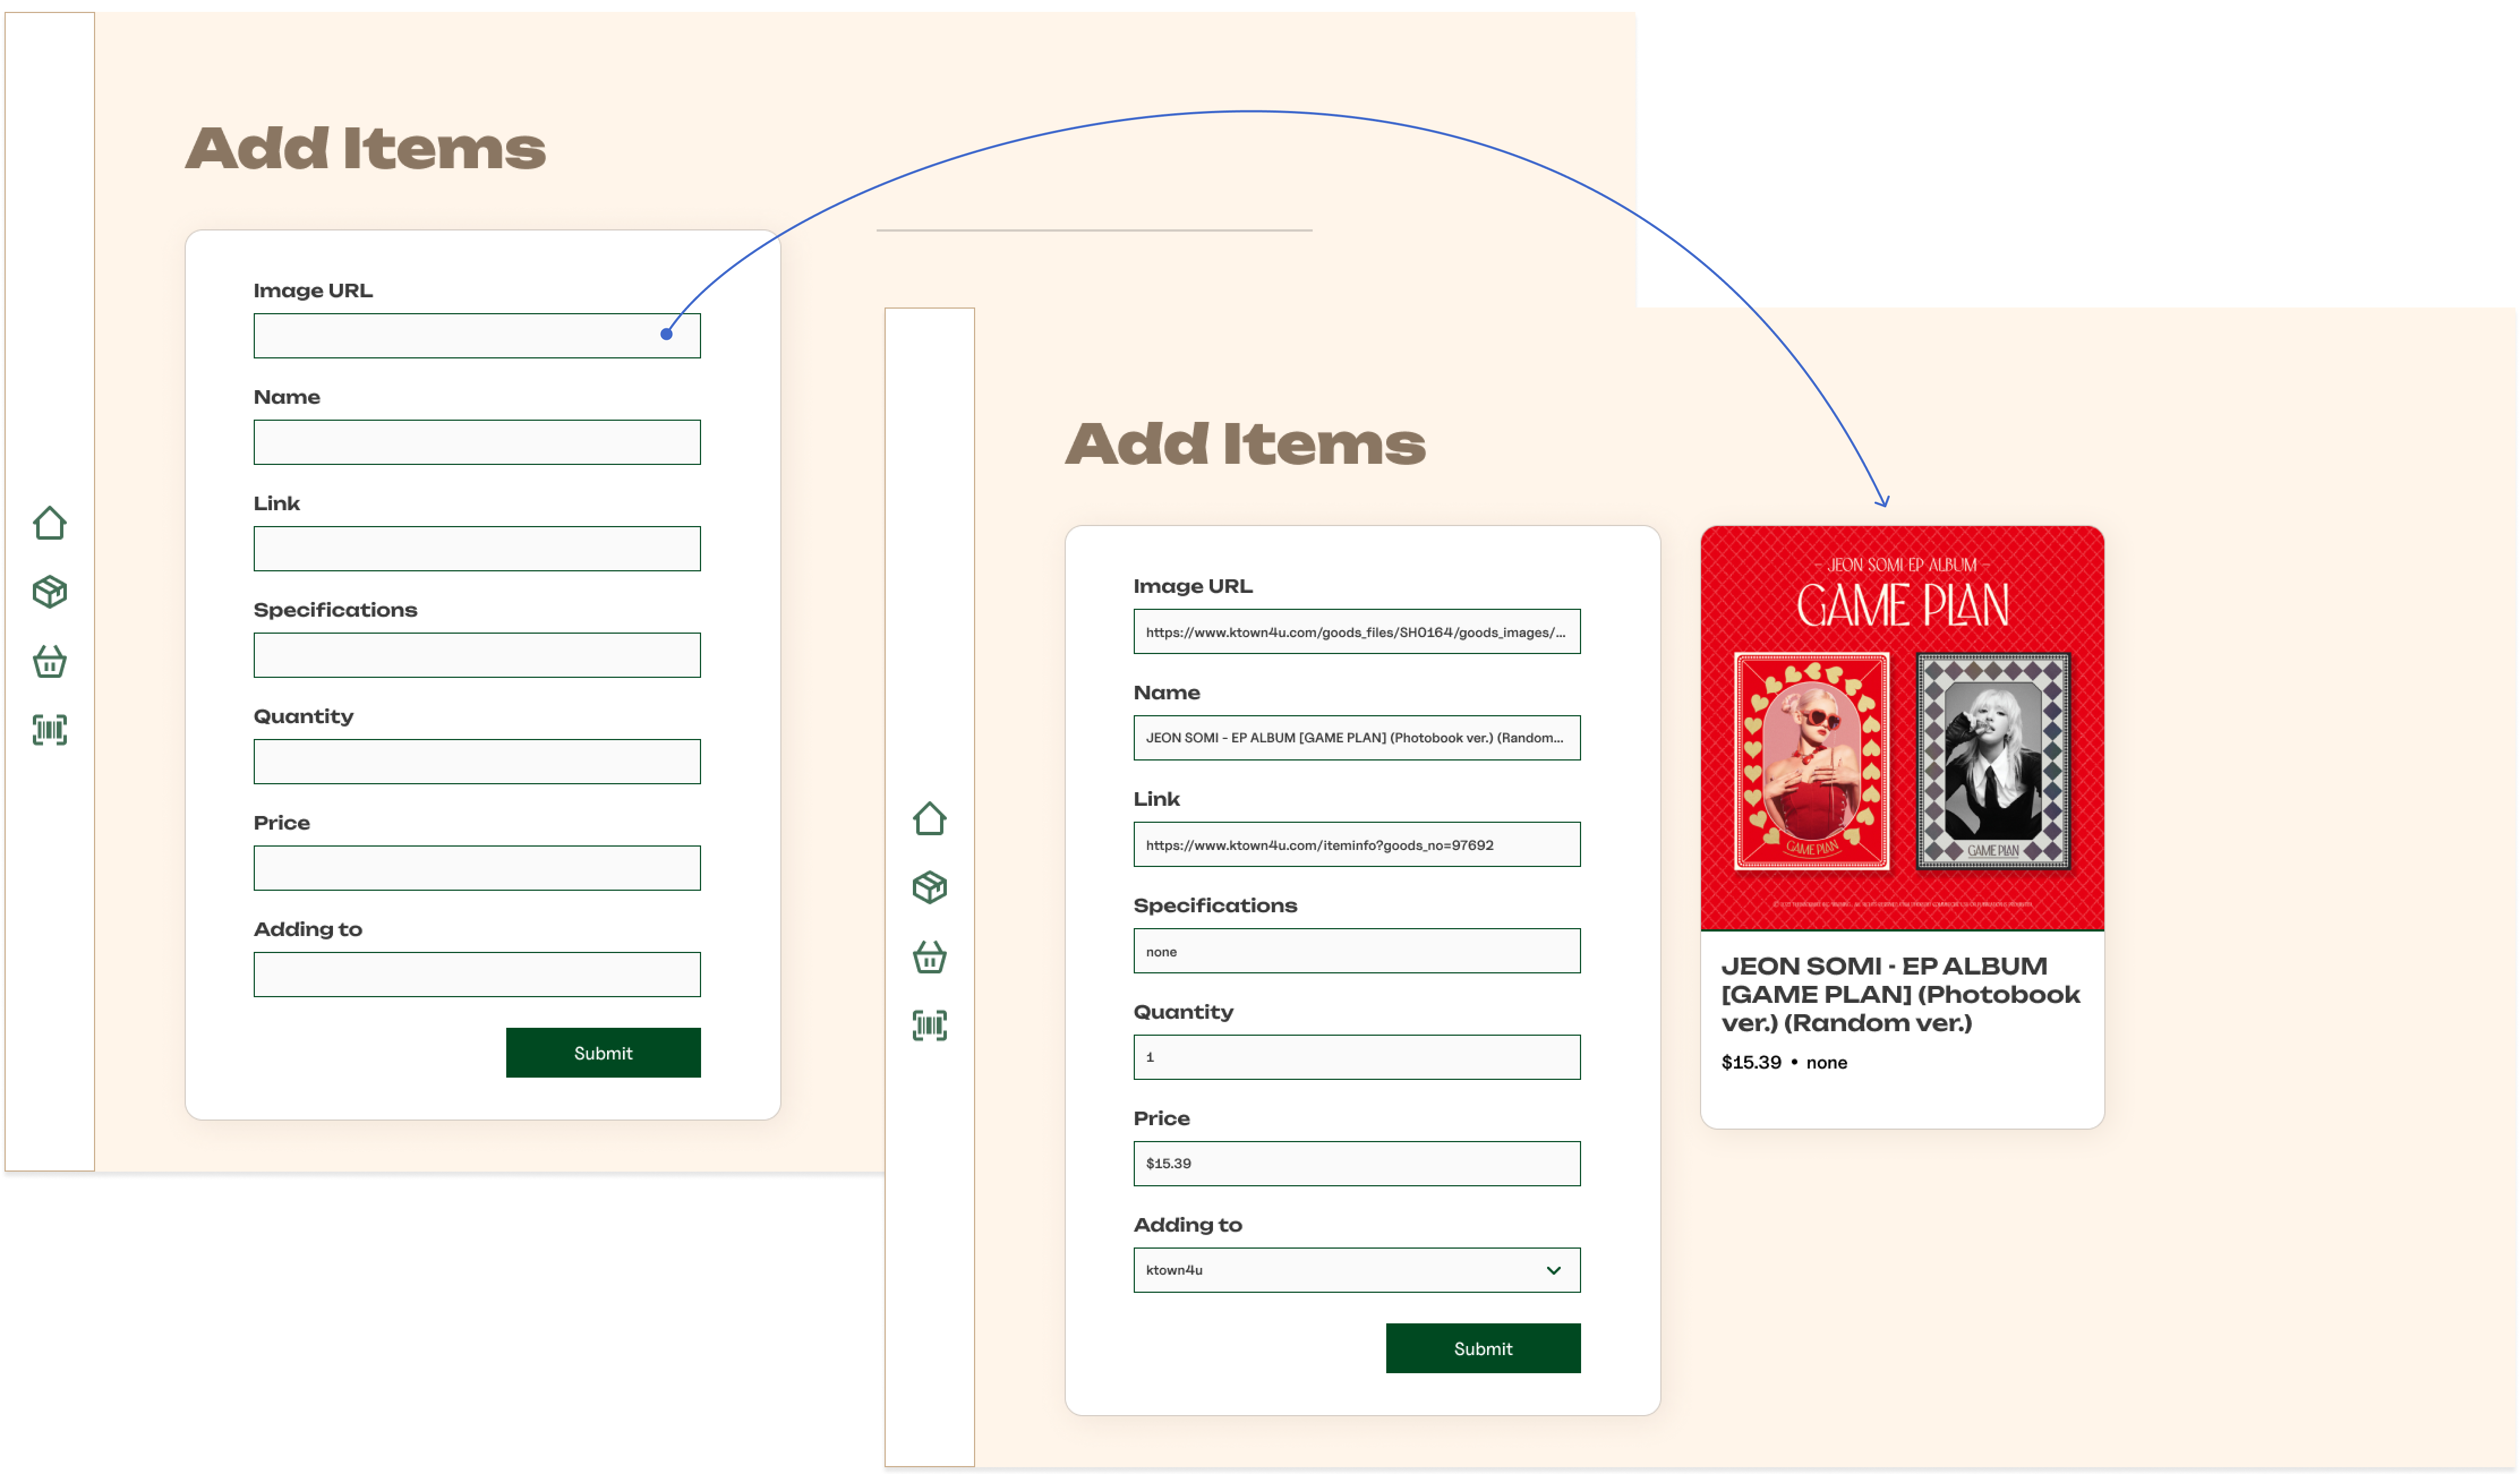 Add Items
Image URL
Name
Link
Specifications
Quantity
Price
Adding to
Submit
Add Items
Image URL
https://www.ktown4u.com/goods_files/SH0164/goods_images/...
Name
JEON SOMI - EP ALBUM [GAME PLAN] (Photobook ver.) (Random...
Link
https://www.ktown4u.com/iteminfo?goods_no=97692
Specifications
none
Quantity
1
Price
$15.39
Adding to
ktown4u
Submit
- JEON SOMI EP ALBUM -
GAME PLAN
GAME PLAN
GAME PLAN
JEON SOMI - EP ALBUM
[GAME PLAN] (Photobook
ver.) (Random ver.)
$15.39 • none